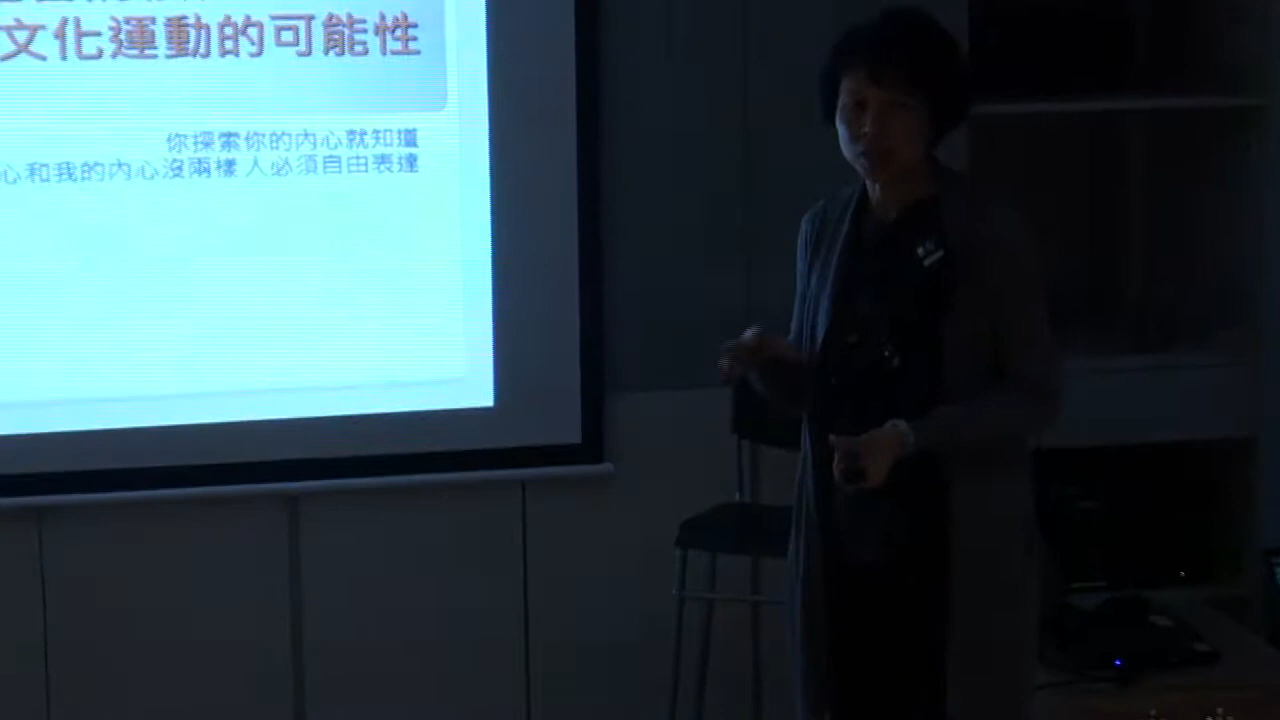 文化運動的可能性
你探索你的內心就知道
心和我的內心沒兩樣 人必須自由表達